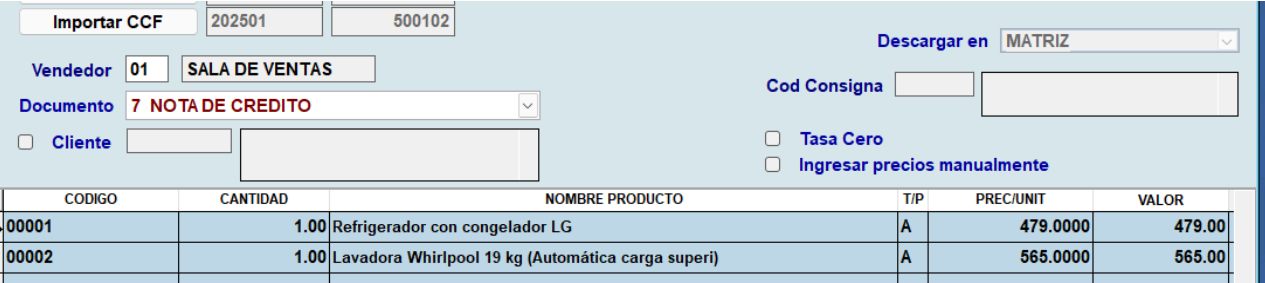 Importar CCF 202501 500102
Descargar en MATRIZ
Vendedor 01 SALA DE VENTAS
Cod Consigna
Documento 7 NOTA DE CREDITO
Cliente
Tasa Cero
Ingresar precios manualmente
CODIGO CANTIDAD NOMBRE PRODUCTO T/P PREC/UNIT VALOR
00001 1.00 Refrigerador con congelador LG A 479.0000 479.00
00002 1.00 Lavadora Whirlpool 19 kg (Automática carga superi) A 565.0000 565.00